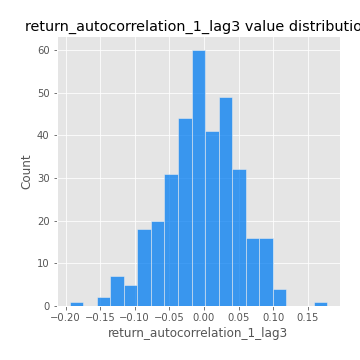 return_autocorrelation_1_lag3 value distributio
60
50
40
30
20
10
0
Count
−0.20 −0.15 −0.10 −0.05 0.00 0.05 0.10 0.15
return_autocorrelation_1_lag3